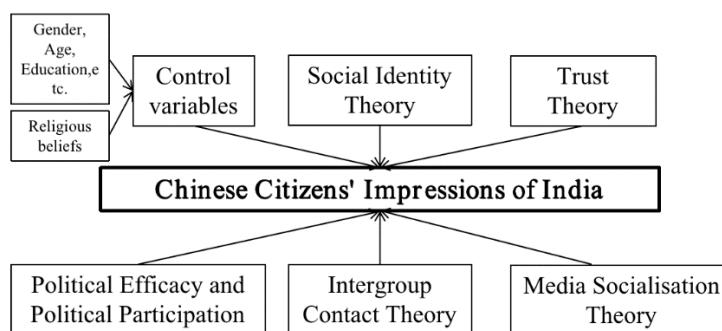 Gender,
Age,
Education,e
tc.
Religious
beliefs
Control
variables
Social Identity
Theory
Trust
Theory
Chinese Citizens' Impressions of India
Political Efficacy and
Political Participation
Intergroup
Contact Theory
Media Socialisation
Theory